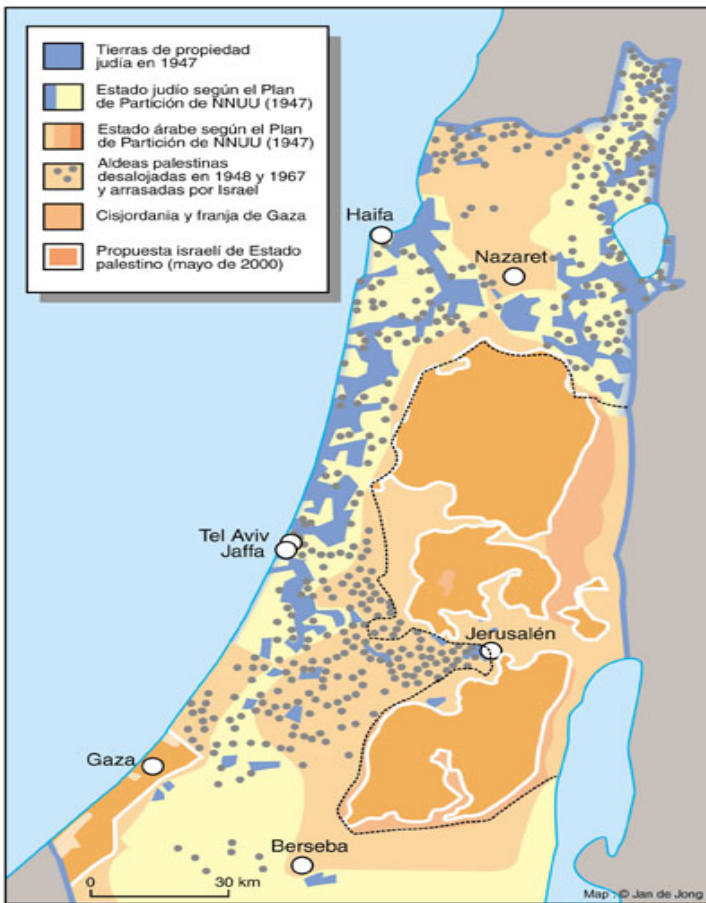 Tierras de propiedad
judía en 1947
Estado judío según el Plan
de Partición de NNUU (1947)
Estado árabe según el Plan
de Partición de NNUU (1947)
Aldeas palestinas
desalojadas en 1948 y 1967
y arrasadas por Israel
Cisjordania y franja de Gaza
Propuesta israelí de Estado
palestino (mayo de 2000)
Haifa
Nazaret
Tel Aviv
Jaffa
Jerusalén
Gaza
Berseba
0 30 km
Map : © Jan de Jong